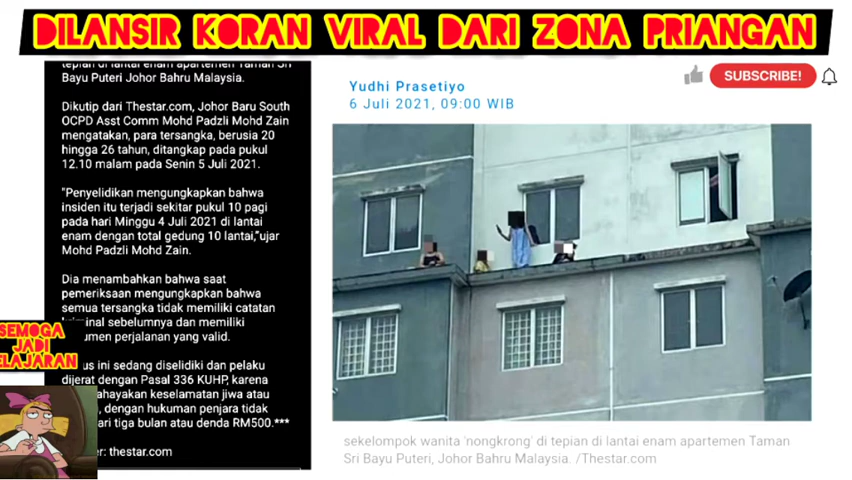 DILANSIR KORAN VIRAL DARI ZONA PRIANGAN
tepian di lantai enam apartemen Taman Sri
Bayu Puteri Johor Bahru Malaysia.
Dikutip dari Thestar.com, Johor Baru South
OCPD Asst Comm Mohd Padzli Mohd Zain
mengatakan, para tersangka, berusia 20
hingga 26 tahun, ditangkap pada pukul
12.10 malam pada Senin 5 Juli 2021.
"Penyelidikan mengungkapkan bahwa
insiden itu terjadi sekitar pukul 10 pagi
pada hari Minggu 4 Juli 2021 di lantai
enam dengan total gedung 10 lantai,"ujar
Mohd Padzli Mohd Zain.
Dia menambahkan bahwa saat
pemeriksaan mengungkapkan bahwa
semua tersangka tidak memiliki catatan
sebelumnya dan memiliki
perjalanan yang valid.
ini sedang diselidiki dan pelaku
dijerat dengan Pasal 336 KUHP, karena
keselamatan jiwa atau
dengan hukuman penjara tidak
tiga bulan atau denda RM500.***
thestar.com
SEMOGA
JADI
Yudhi Prasetiyo
6 Juli 2021, 09:00 WIB
SUBSCRIBE!
sekelompok wanita 'nongkrong' di tepian di lantai enam apartemen Taman
Sri Bayu Puteri, Johor Bahru Malaysia. /Thestar.com